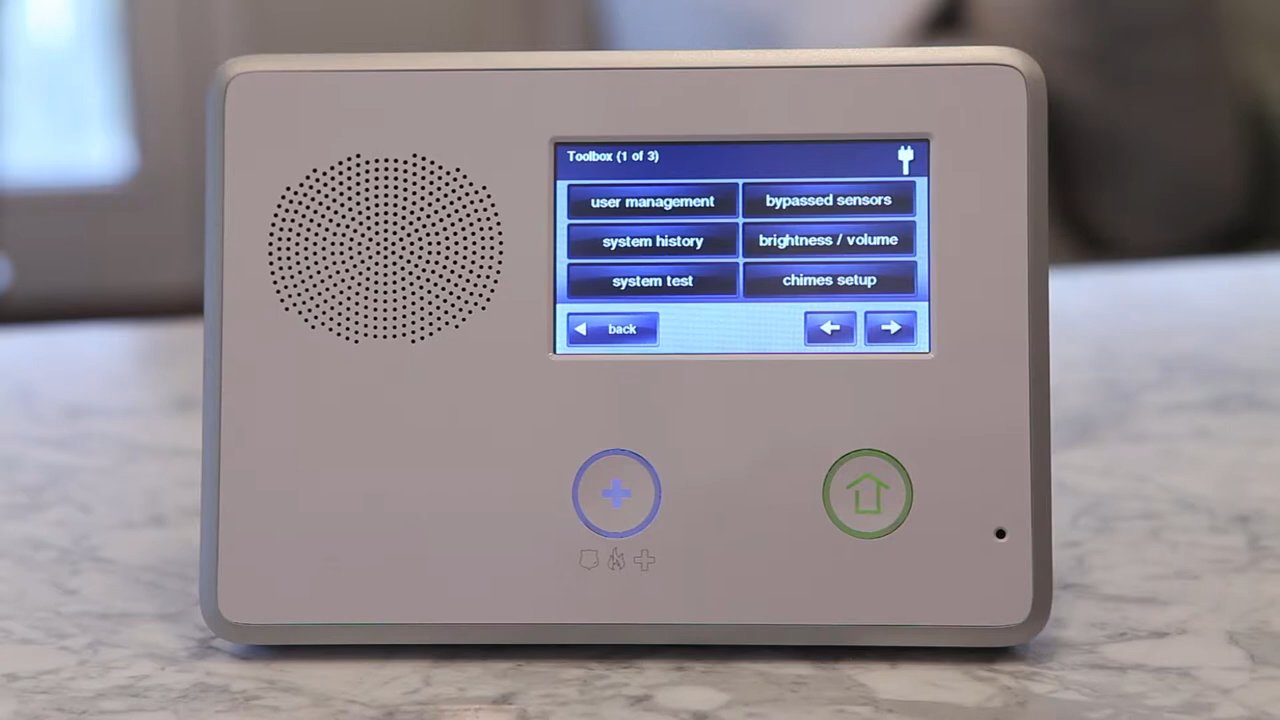 Toolbox (1 of 3)
user management
bypassed sensors
system history
brightness / volume
system test
chimes setup
back